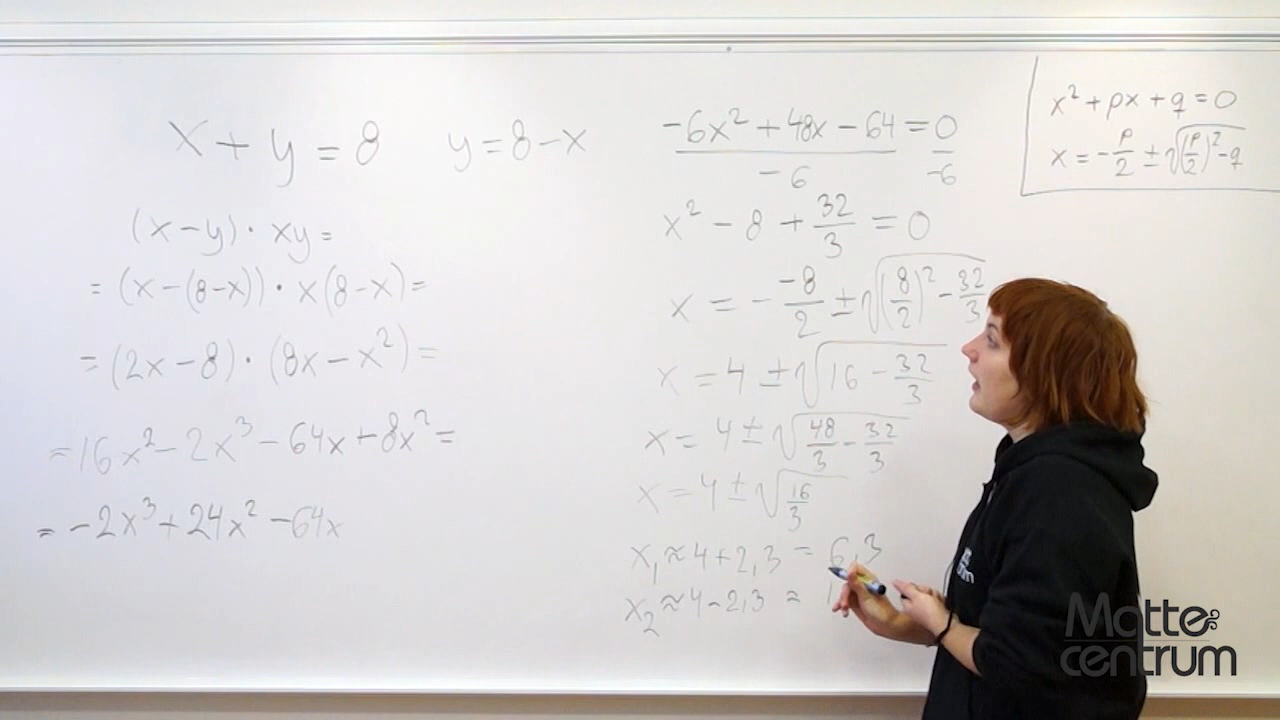 x + y = 8    y = 8 - x
(x - y) · xy =
= (x - (8 - x)) · x(8 - x) =
= (2x - 8) · (8x - x²) =
= 16x² - 2x³ - 64x + 8x² =
= -2x³ + 24x² - 64x
-6x² + 48x - 64 = 0
-6    -6
x² - 8 + 32/3 = 0
x = - -8/2 ± √((8/2)² - 32/3)
x = 4 ± √(16 - 32/3)
x = 4 ± √(48/3 - 32/3)
x = 4 ± √(16/3)
x₁ ≈ 4 + 2,3 = 6,3
x₂ ≈ 4 - 2,3 = 1
x² + px + q = 0
x = - p/2 ± √((p/2)² - q)
Matte
centrum